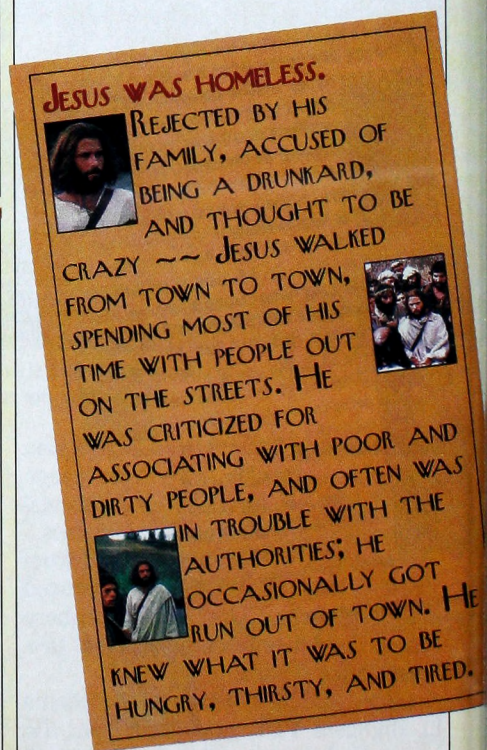 JESUS WAS HOMELESS.
REJECTED BY HIS
FAMILY, ACCUSED OF
BEING A DRUNKARD,
AND THOUGHT TO BE
CRAZY ~~ JESUS WALKED
FROM TOWN TO TOWN,
SPENDING MOST OF HIS
TIME WITH PEOPLE OUT
ON THE STREETS. HE
WAS CRITICIZED FOR
ASSOCIATING WITH POOR AND
DIRTY PEOPLE, AND OFTEN WAS
IN TROUBLE WITH THE
AUTHORITIES; HE
OCCASIONALLY GOT
RUN OUT OF TOWN. HE
KNEW WHAT IT WAS TO BE
HUNGRY, THIRSTY, AND TIRED.